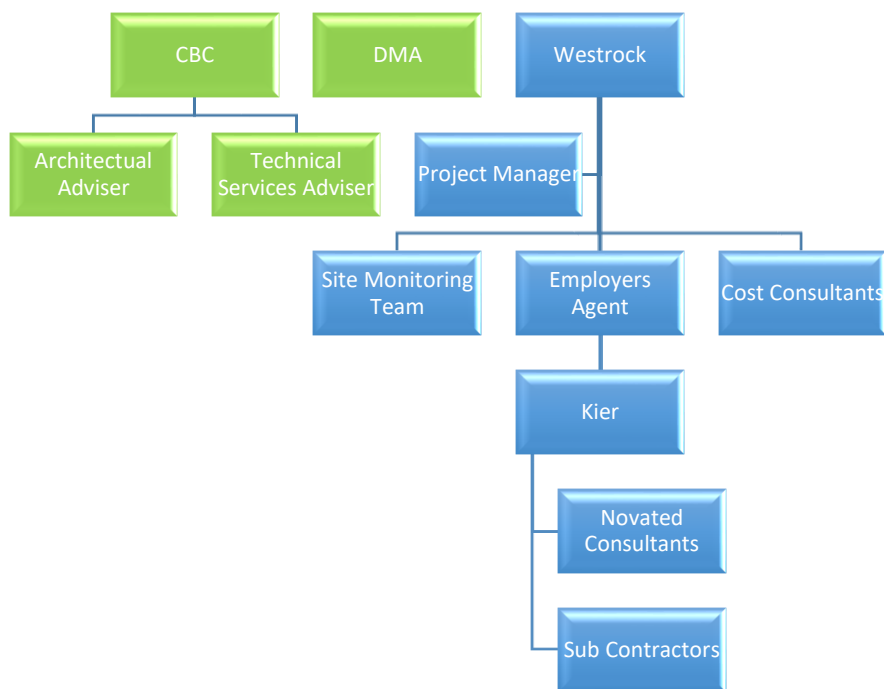 CBC
DMA
Westrock
Architectual
Adviser
Technical
Services Adviser
Project Manager
Site Monitoring
Team
Employers
Agent
Cost Consultants
Kier
Novated
Consultants
Sub Contractors